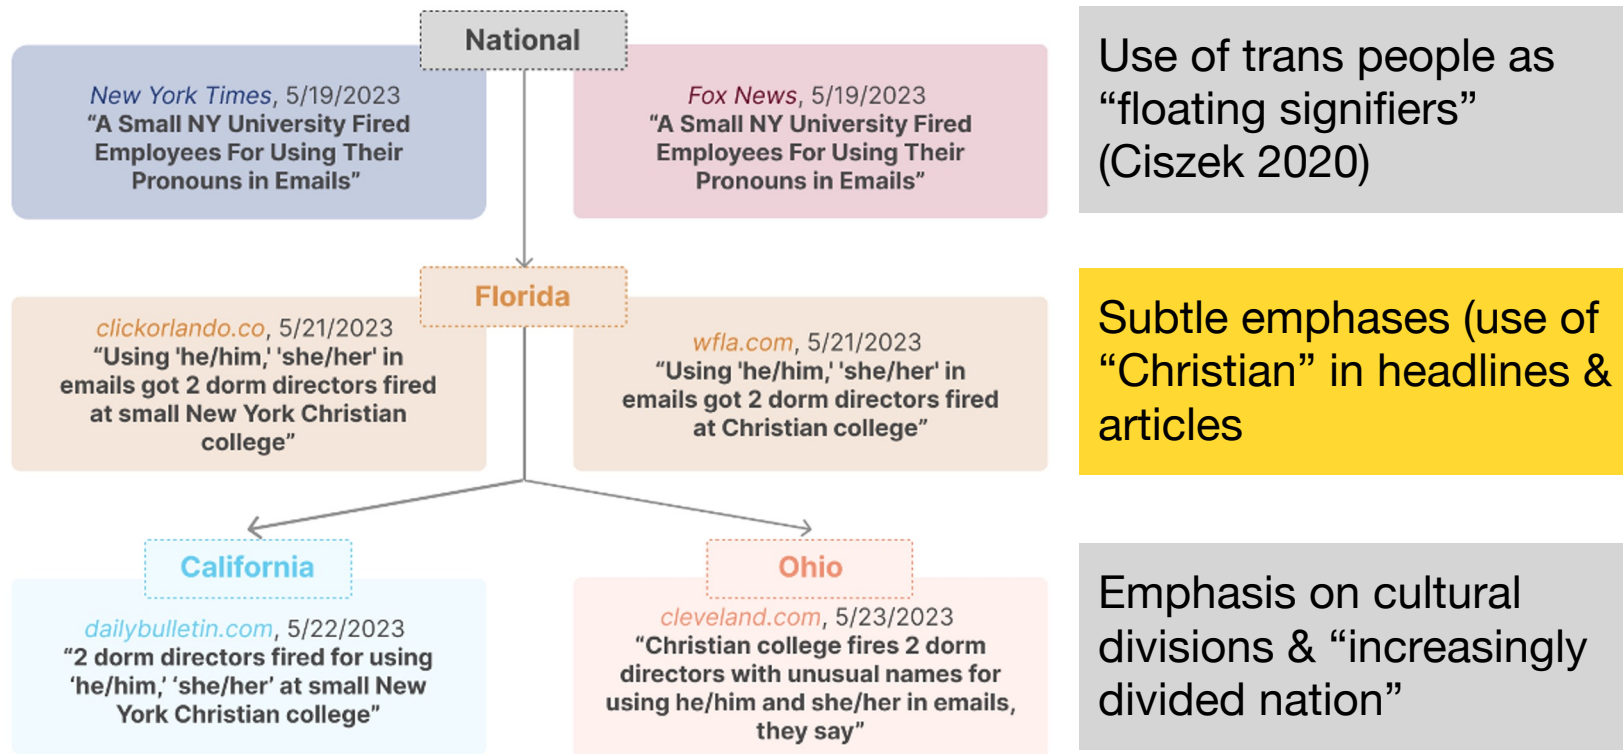 National
New York Times, 5/19/2023
“A Small NY University Fired
Employees For Using Their
Pronouns in Emails”
Fox News, 5/19/2023
“A Small NY University Fired
Employees For Using Their
Pronouns in Emails”
Use of trans people as
“floating signifiers”
(Ciszek 2020)
Florida
clickorlando.co, 5/21/2023
“Using 'he/him,' 'she/her' in
emails got 2 dorm directors fired
at small New York Christian
college”
wfla.com, 5/21/2023
“Using 'he/him,' 'she/her' in
emails got 2 dorm directors fired
at Christian college”
Subtle emphases (use of
“Christian” in headlines &
articles
California
dailybulletin.com, 5/22/2023
“2 dorm directors fired for using
‘he/him,’ ‘she/her’ at small New
York Christian college”
Ohio
cleveland.com, 5/23/2023
“Christian college fires 2 dorm
directors with unusual names for
using he/him and she/her in emails,
they say”
Emphasis on cultural
divisions & “increasingly
divided nation”